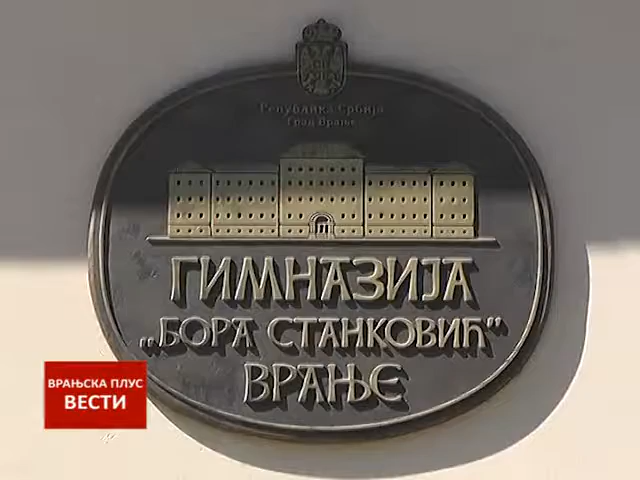 Република Србија
Град Врање
ГИМНАЗИЈА
„БОРА СТАНКОВИЋ“
ВРАЊЕ
ВРАЊСКА ПЛУС
ВЕСТИ